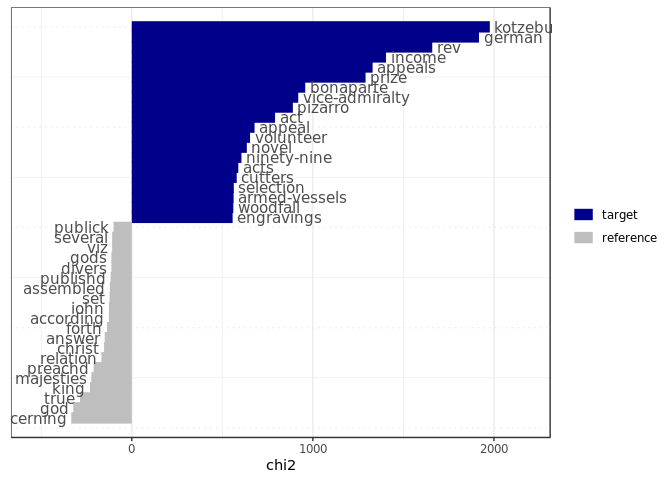 kotzebu
german
rev
income
appeals
prize
bonaparte
vice-admiralty
pizarro
act
appeal
volunteer
novel
ninety-nine
acts
cutters
selection
armed-vessels
woodfall
engravings
publick
several
viz
gods
divers
publishd
assembled
set
iohn
according
forth
answer
christ
relation
preachd
majesties
king
true
god
cerning
target
reference
0 1000 2000
chi2